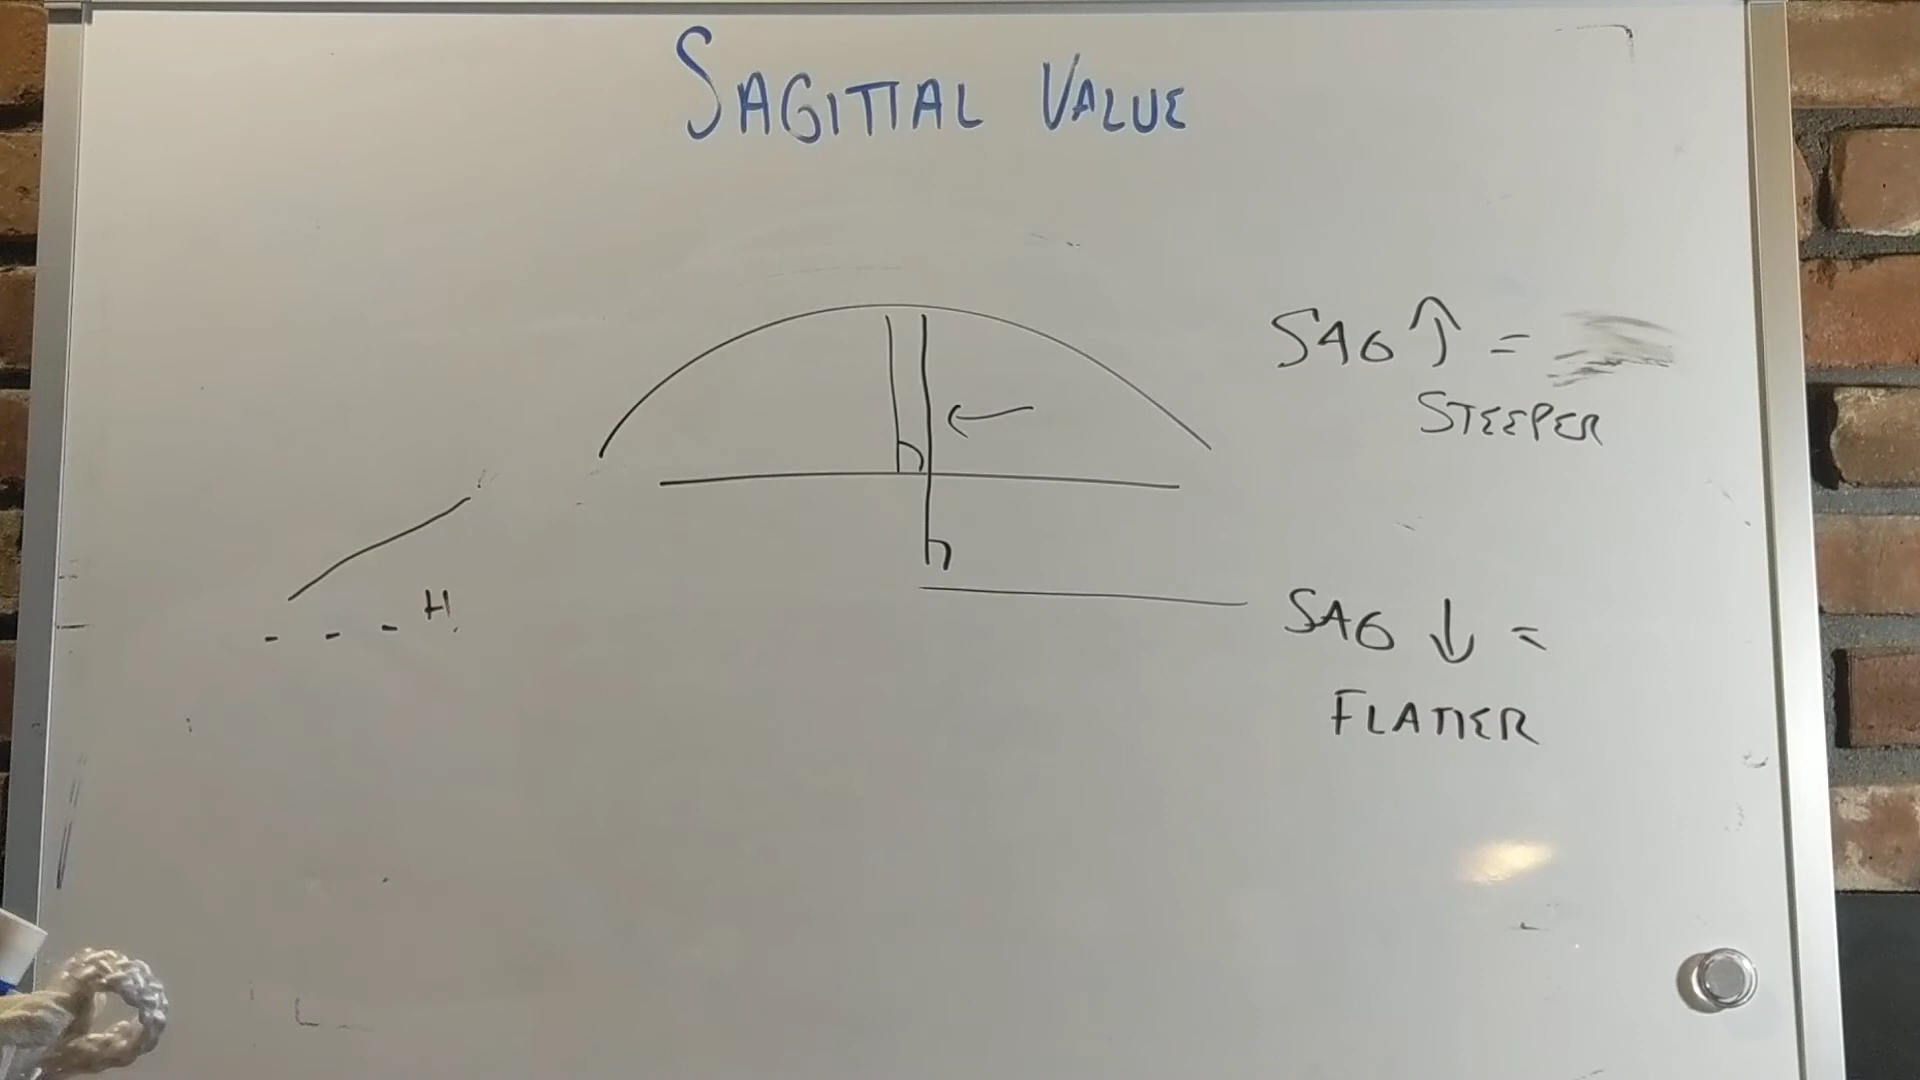 SAGITTAL VALUE
SAG ↑ =
STEEPER
H
SAG ↓ =
FLATTER